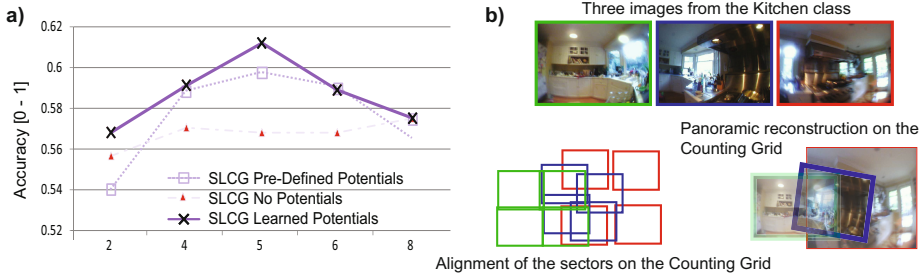 a)
Accuracy [0 - 1]
0.62
0.6
0.58
0.56
0.54
0.52
2 4 5 6 8
SLCG Pre-Defined Potentials
SLCG No Potentials
SLCG Learned Potentials
b)
Three images from the Kitchen class
Panoramic reconstruction on the
Counting Grid
Alignment of the sectors on the Counting Grid